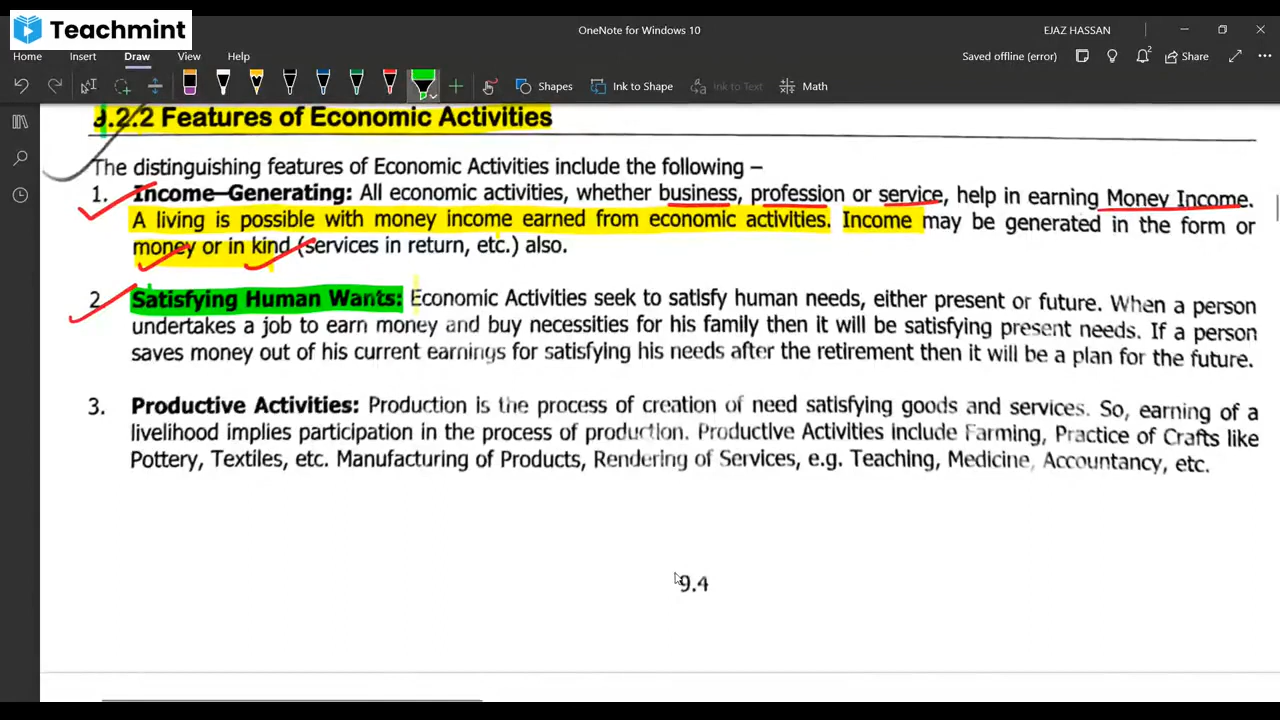 Teachmint
OneNote for Windows 10
EJAZ HASSAN
Home Insert Draw View Help
Saved offline (error)
Share
Shapes
Ink to Shape
Ink to Text
Math
9.2.2 Features of Economic Activities
The distinguishing features of Economic Activities include the following –
1. Income–Generating: All economic activities, whether business, profession or service, help in earning Money Income.
A living is possible with money income earned from economic activities. Income may be generated in the form or
money or in kind (services in return, etc.) also.
2 Satisfying Human Wants: Economic Activities seek to satisfy human needs, either present or future. When a person
undertakes a job to earn money and buy necessities for his family then it will be satisfying present needs. If a person
saves money out of his current earnings for satisfying his needs after the retirement then it will be a plan for the future.
3. Productive Activities: Production is the process of creation of need satisfying goods and services. So, earning of a
livelihood implies participation in the process of production. Productive Activities include Farming, Practice of Crafts like
Pottery, Textiles, etc. Manufacturing of Products, Rendering of Services, e.g. Teaching, Medicine, Accountancy, etc.
9.4